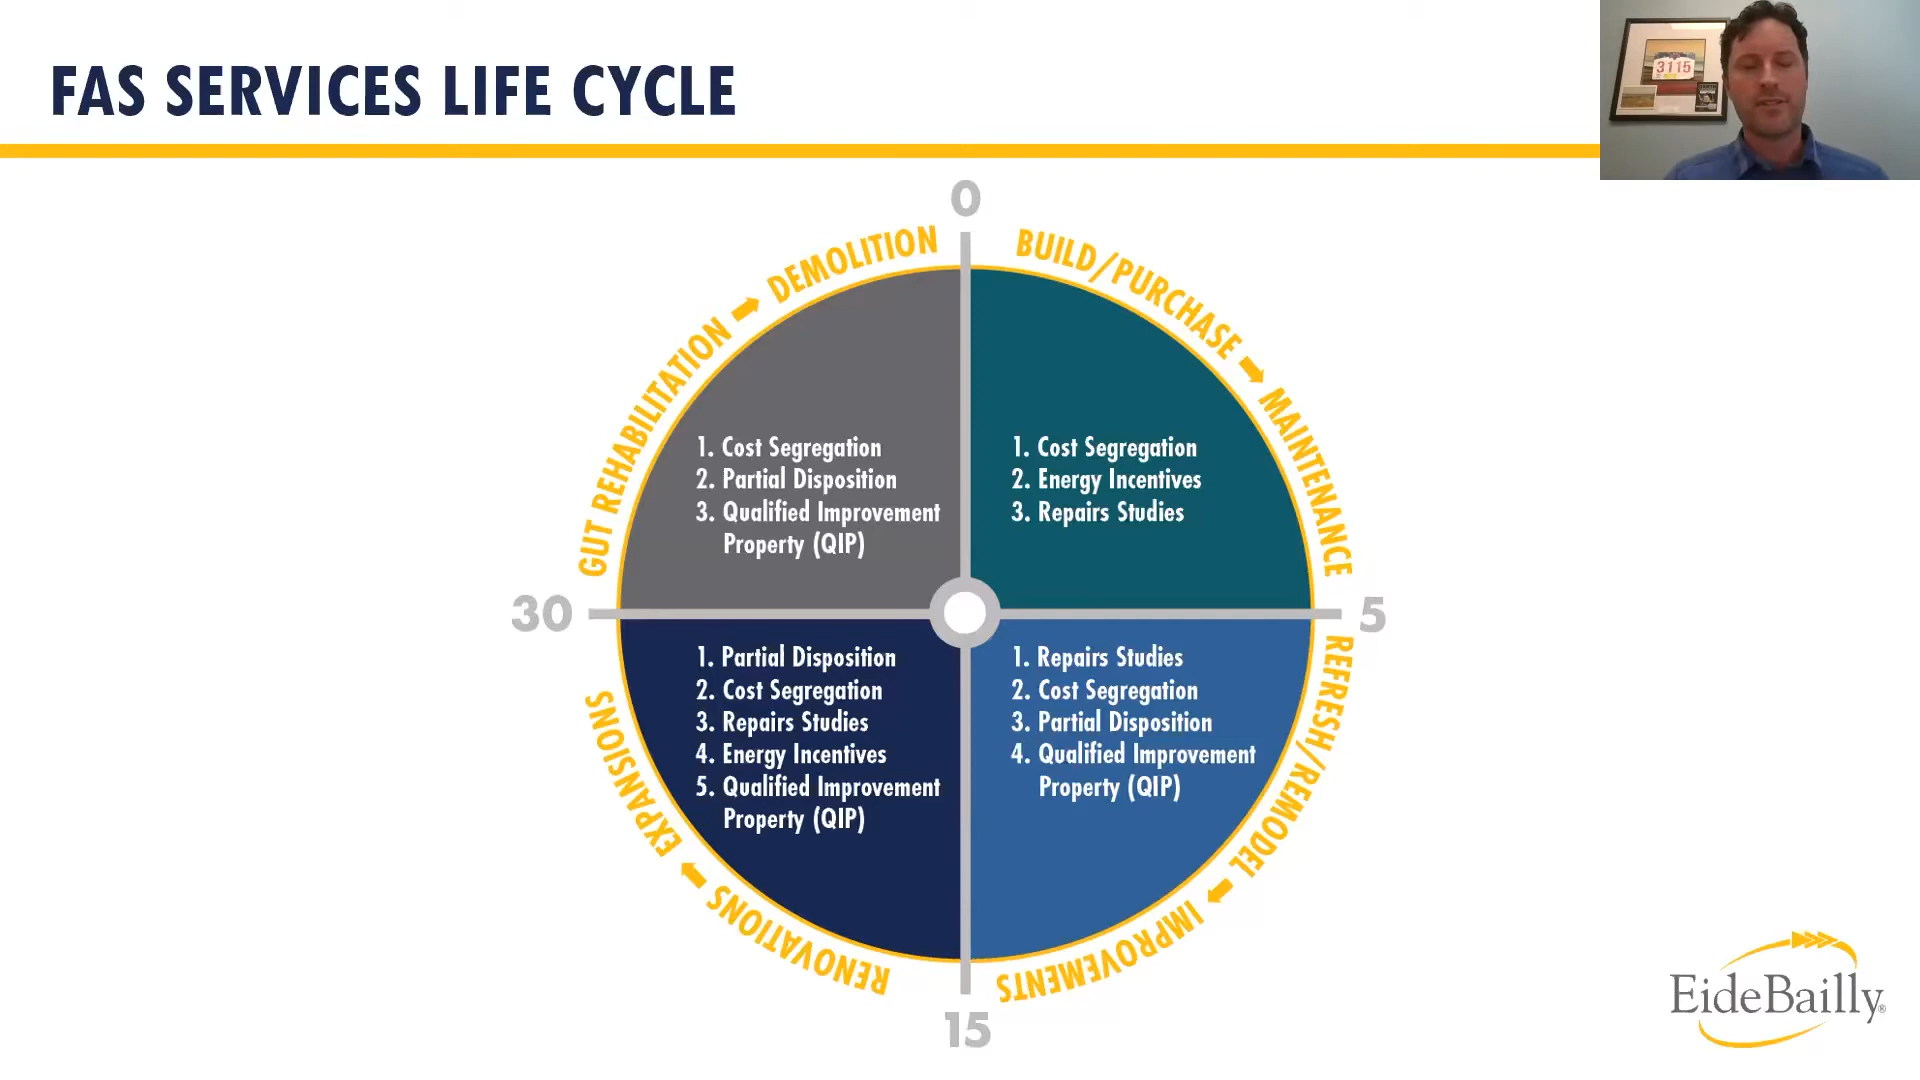 FAS SERVICES LIFE CYCLE
3115
0
BUILD/PURCHASE ➡ MAINTENANCE
1. Cost Segregation
2. Energy Incentives
3. Repairs Studies
5
REFRESH/REMODEL ➡ IMPROVEMENTS
1. Repairs Studies
2. Cost Segregation
3. Partial Disposition
4. Qualified Improvement
Property (QIP)
15
RENOVATIONS ➡ EXPANSIONS
1. Partial Disposition
2. Cost Segregation
3. Repairs Studies
4. Energy Incentives
5. Qualified Improvement
Property (QIP)
30
GUT REHABILITATION ➡ DEMOLITION
1. Cost Segregation
2. Partial Disposition
3. Qualified Improvement
Property (QIP)
EideBailly®